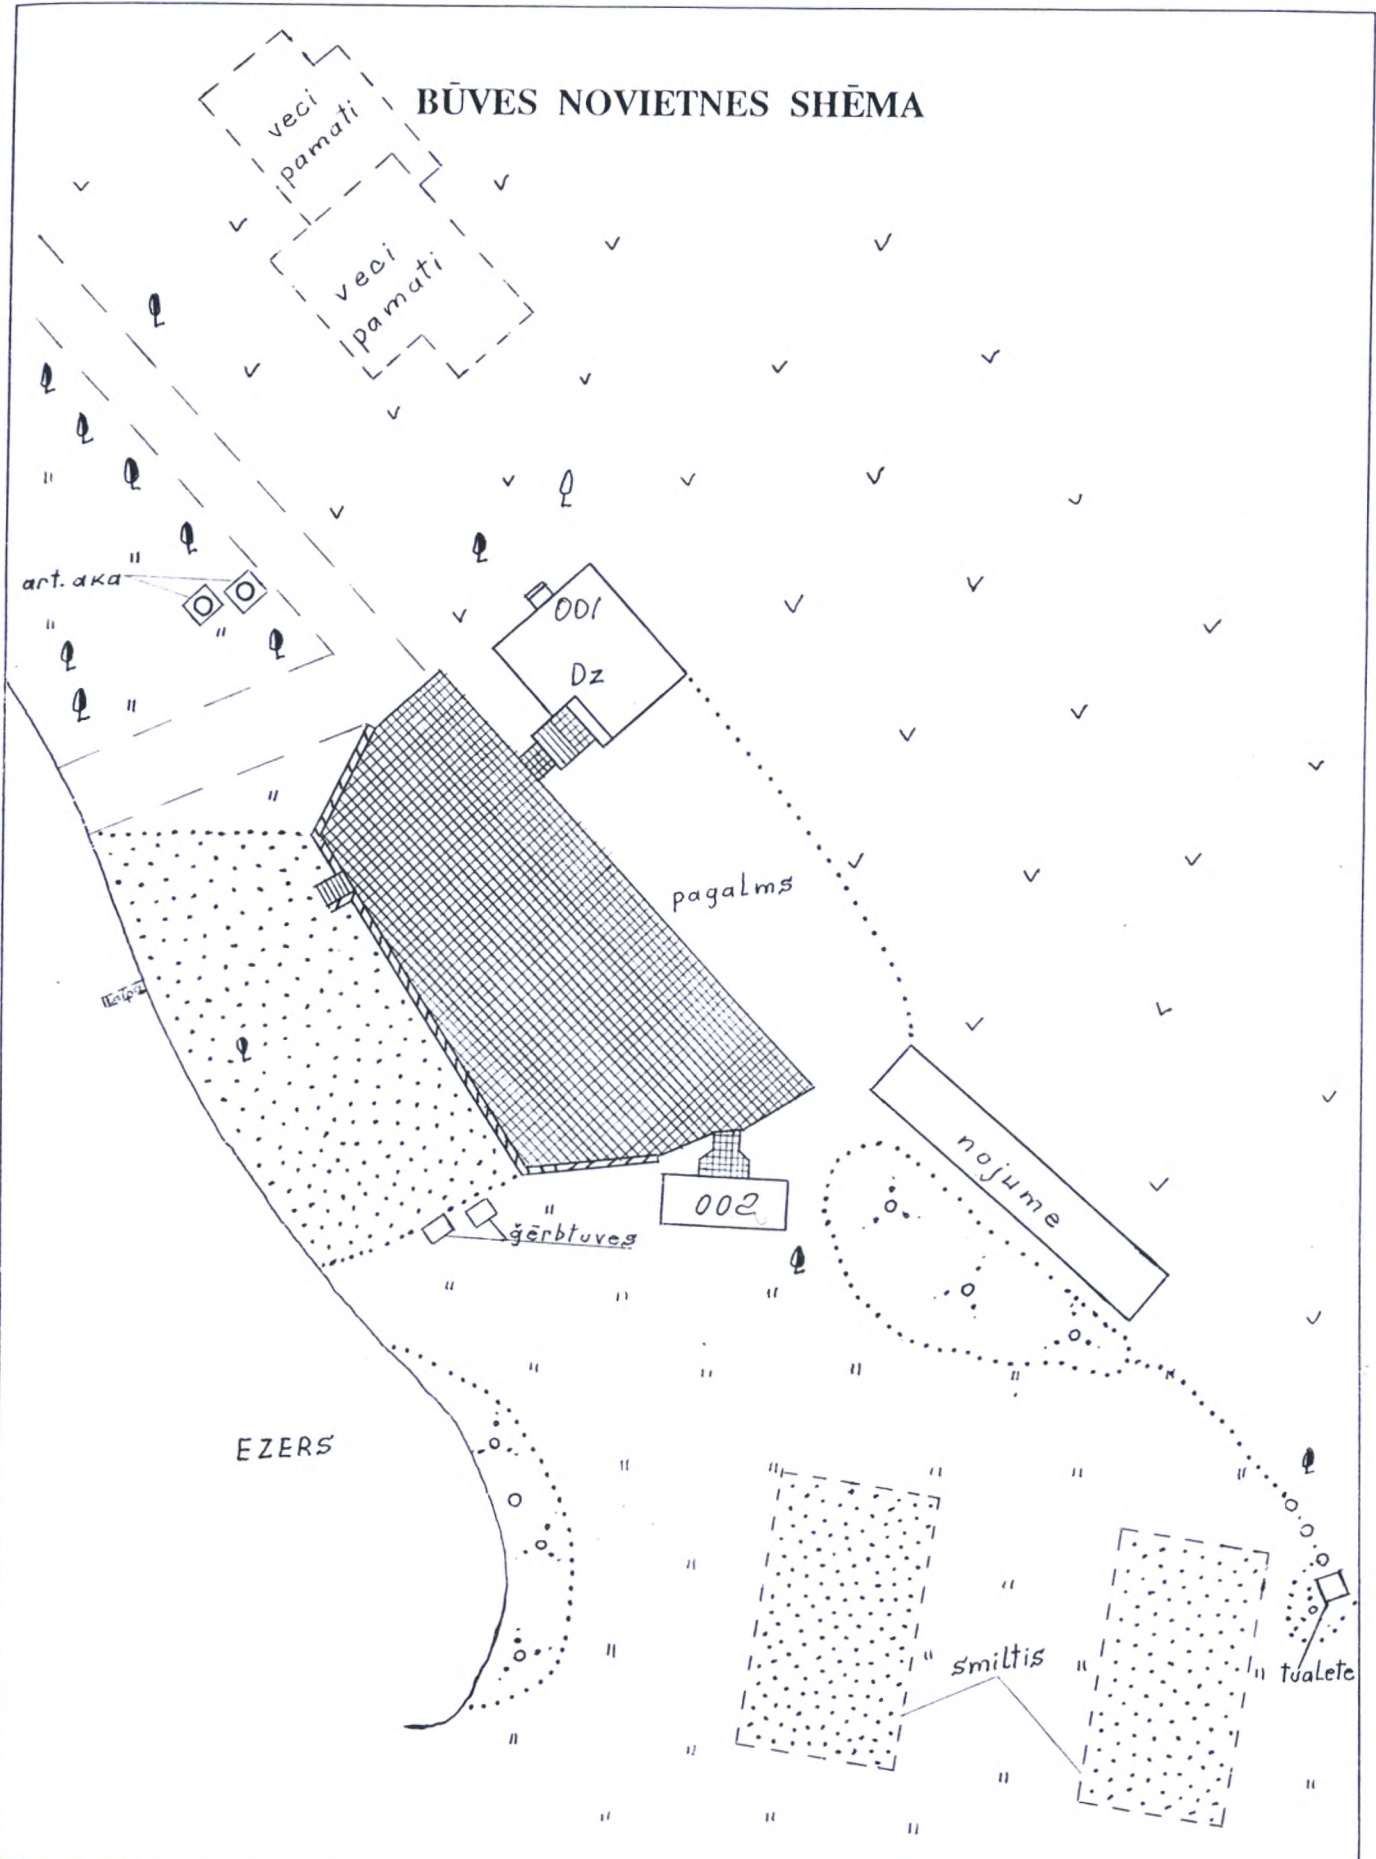 BŪVES NOVIETNES SHĒMA
veci
pamati
veci
pamati
art. aka
001
Dz
pagalms
nojume
002
ģērbtuves
EZERS
smiltis
tualete